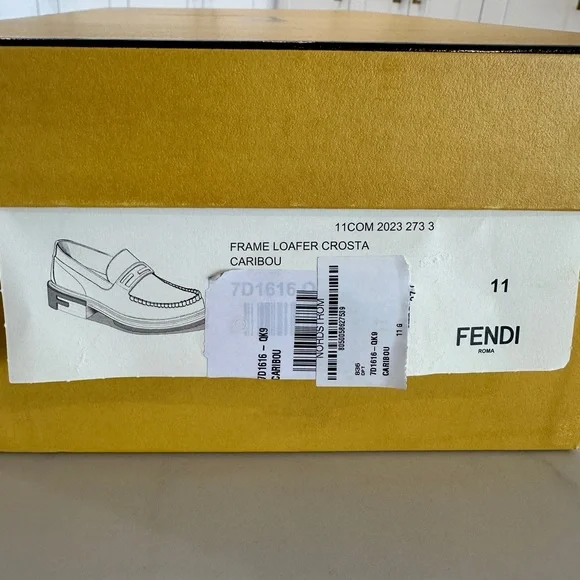 11COM 2023 273 3
FRAME LOAFER CROSTA
CARIBOU
7D1616
11
FENDI
ROMA
7D1616 - QK9
CARIBOU
NORDSTROM
8050058627589
7D1616-QK9
CARIBOU
11 G